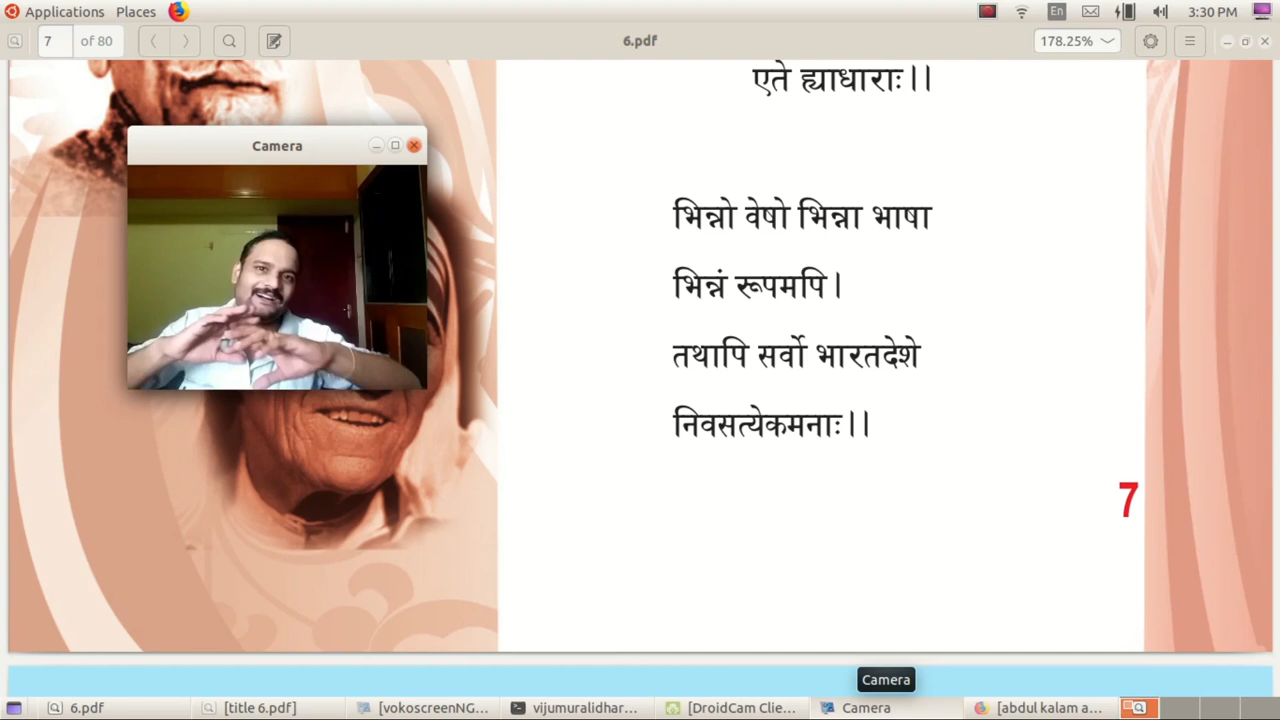 Applications Places En 3:30 PM
7 of 80 6.pdf 178.25%
एते ह्याधाराः।।
Camera
भिन्नो वेषो भिन्ना भाषा
भिन्नं रूपमपि।
तथापि सर्वो भारतदेशे
निवसत्येकमनाः।।
7
Camera
6.pdf [title 6.pdf] [vokoscreenNG... vijumuralidhar... [DroidCam Clie... Camera [abdul kalam a...